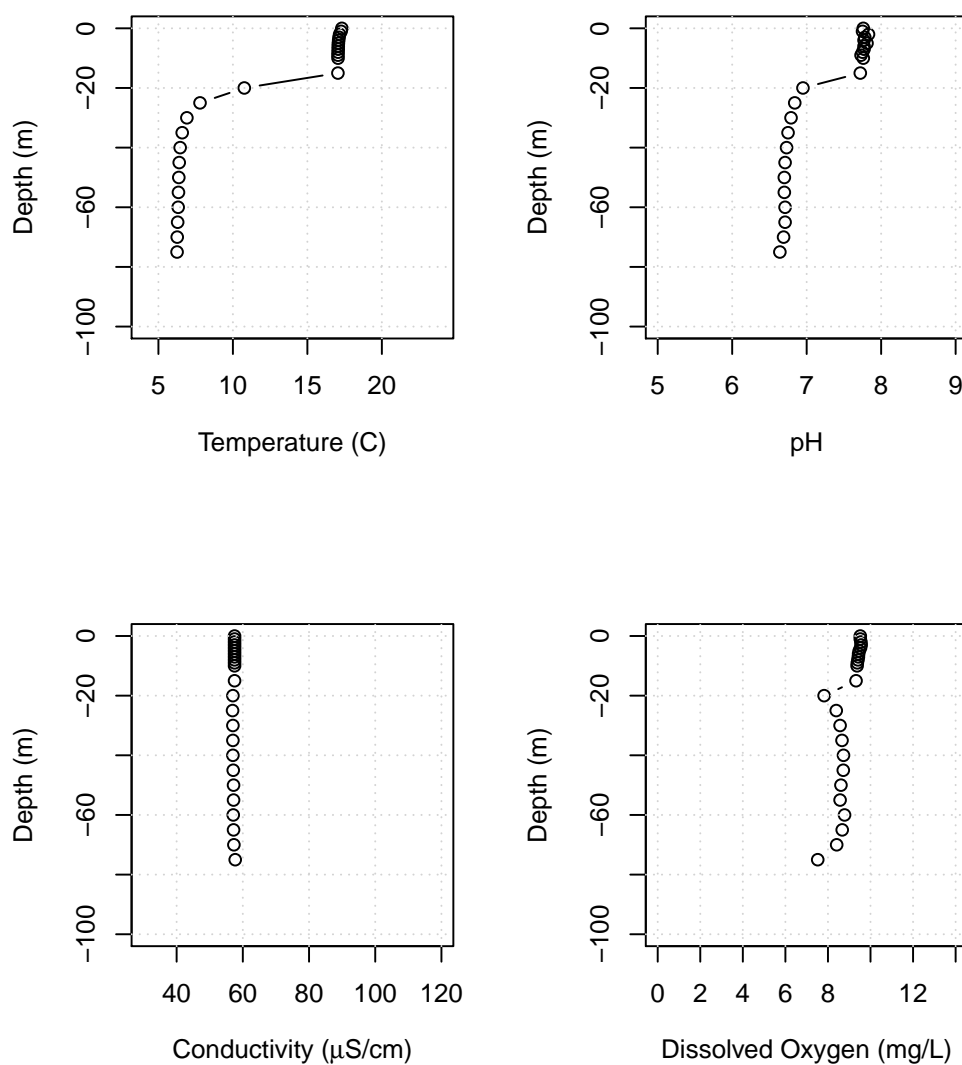 0
−20
−60
−100
Depth (m)
5 10 15 20
Temperature (C)
0
−20
−60
−100
Depth (m)
5 6 7 8 9
pH
0
−20
−60
−100
Depth (m)
40 60 80 100 120
Conductivity (μS/cm)
0
−20
−60
−100
Depth (m)
0 2 4 6 8 12
Dissolved Oxygen (mg/L)